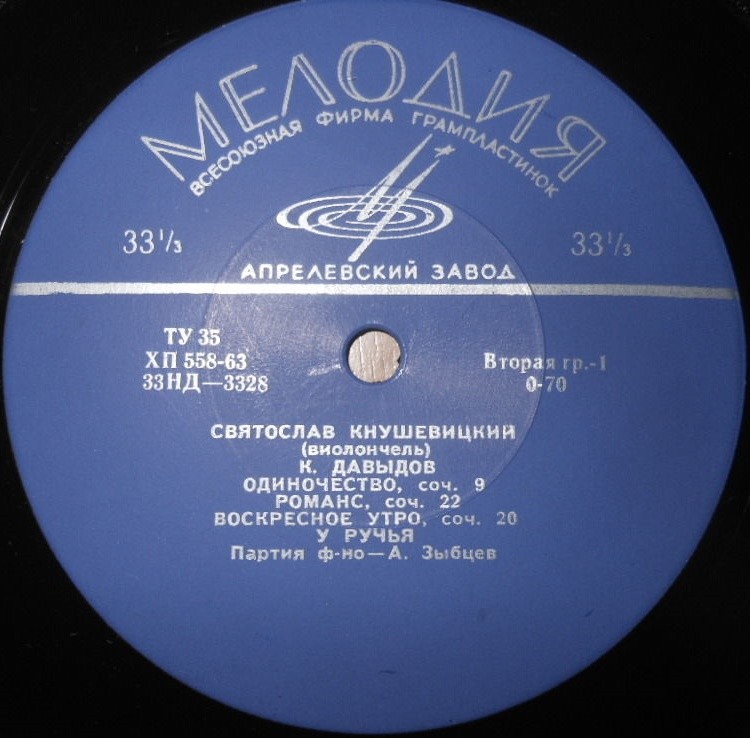 МЕЛОДИЯ
ВСЕСОЮЗНАЯ ФИРМА ГРАМПЛАСТИНОК
33⅓ 33⅓
АПРЕЛЕВСКИЙ ЗАВОД
ТУ 35
ХП 558-63 Вторая гр.-1
33НД—3328 0-70
СВЯТОСЛАВ КНУШЕВИЦКИЙ
(виолончель)
К. ДАВЫДОВ
ОДИНОЧЕСТВО, соч. 9
РОМАНС, соч. 22
ВОСКРЕСНОЕ УТРО, соч. 20
У РУЧЬЯ
Партия ф-но—А. Зыбцев